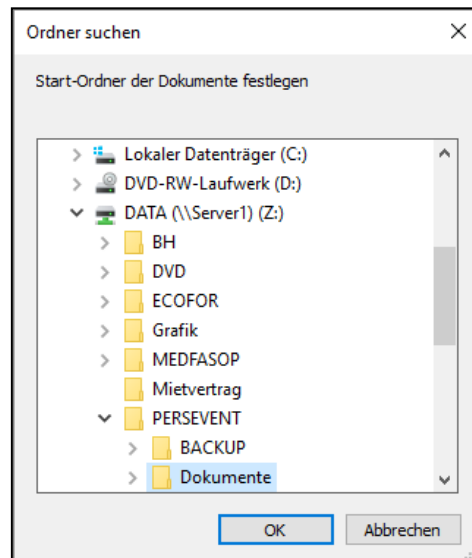 Ordner suchen
Start-Ordner der Dokumente festlegen
Lokaler Datenträger (C:)
DVD-RW-Laufwerk (D:)
DATA (\\Server1) (Z:)
BH
DVD
ECOFOR
Grafik
MEDFASOP
Mietvertrag
PERSEVENT
BACKUP
Dokumente
OK Abbrechen